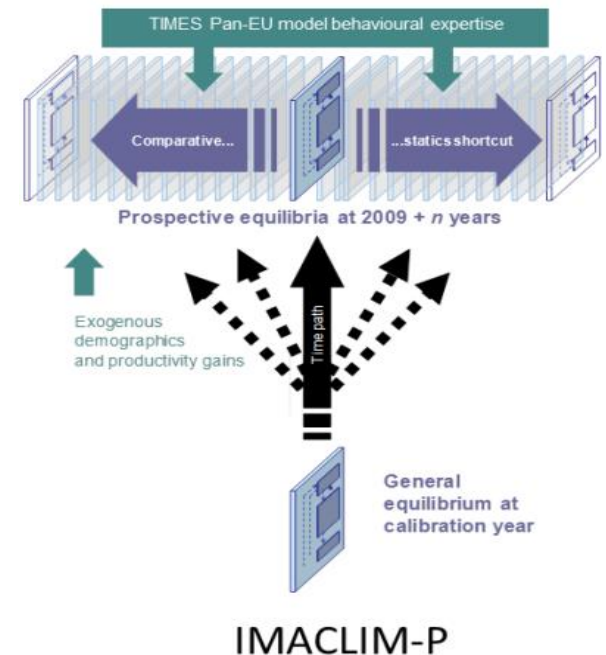 TIMES Pan-EU model behavioural expertise
Comparative...
...statics shortcut
Prospective equilibria at 2009 + n years
Exogenous
demographics
and productivity gains
Time path
General
equilibrium at
calibration year
IMACLIM-P